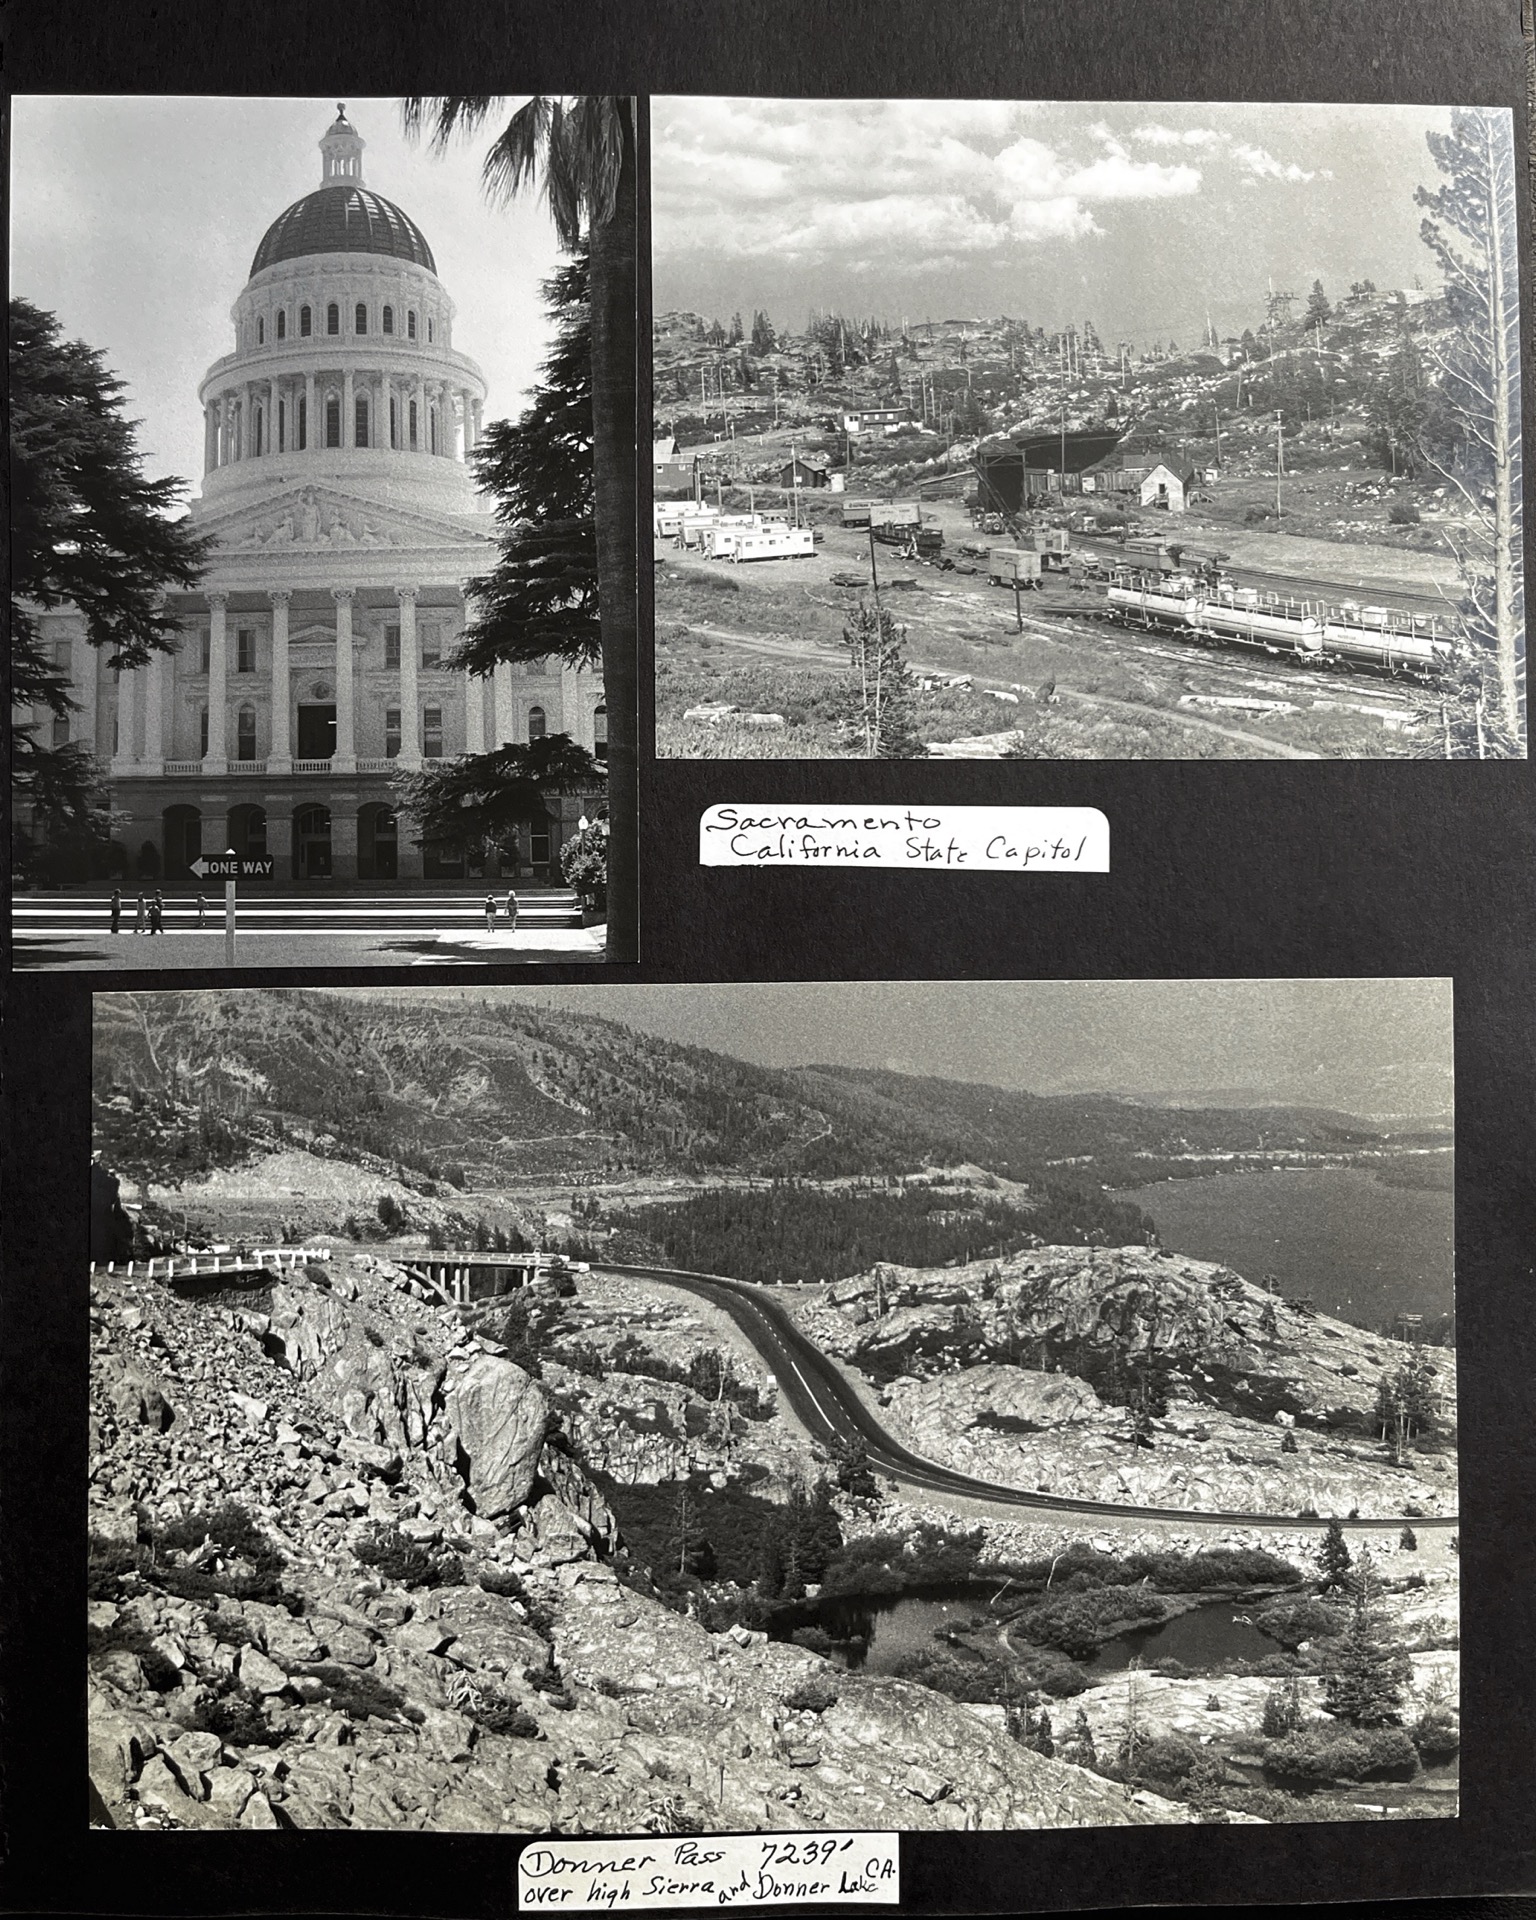 ONE WAY
Sacramento
California State Capitol
Donner Pass 7239'
over high Sierra and Donner Lake CA.